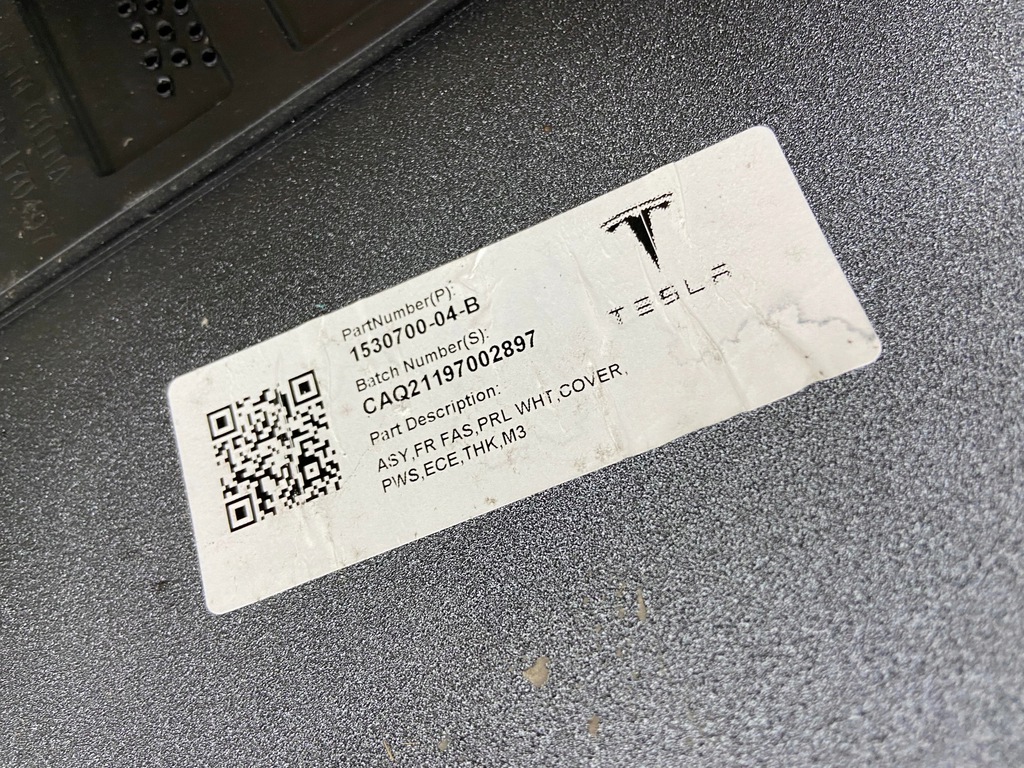 PartNumber(P):
1530700-04-B
Batch Number(S):
CAQ21197002897
Part Description:
ASY,FR FAS,PRL WHT,COVER,
PWS,ECE,THK,M3
TESLA